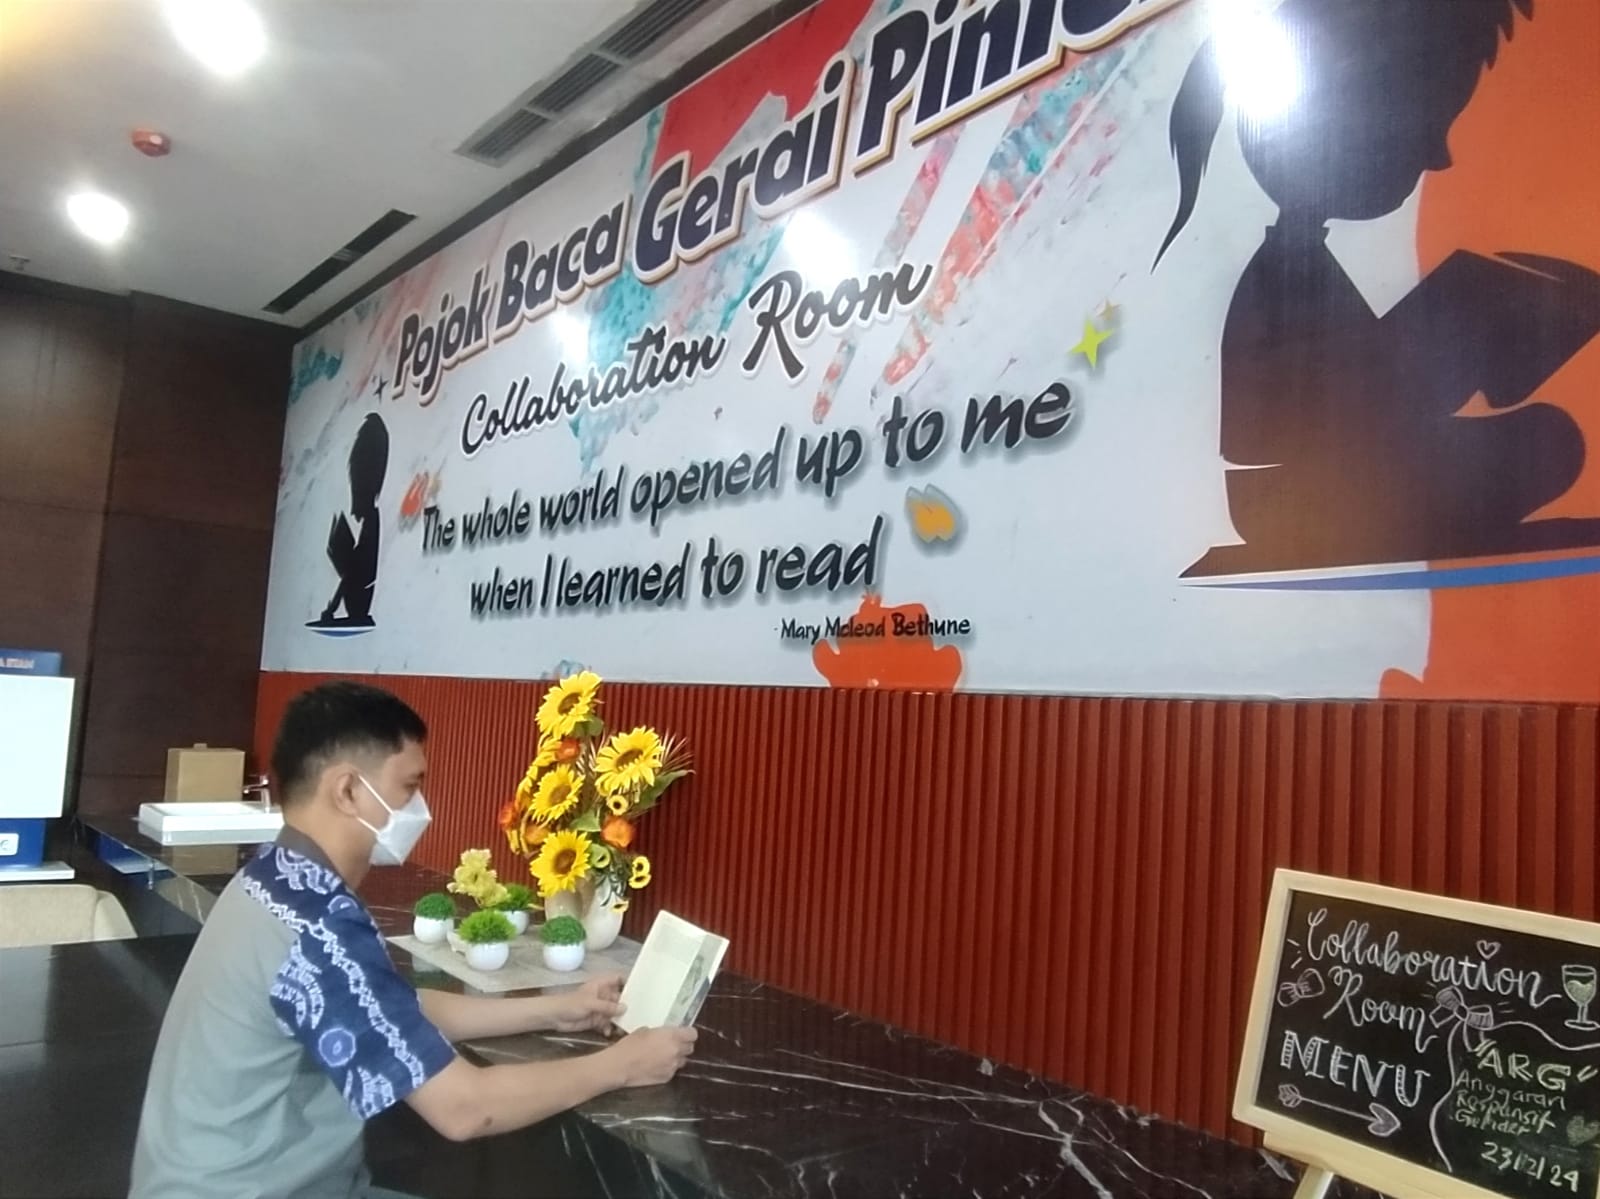 Pojok Baca Gerai
Collaboration Room
“The whole world opened up to me
when I learned to read”
- Mary Mcleod Bethune
Collaboration
Room
MENU
"ARG"
Anggaran
Responsif
Gender
23/2/24